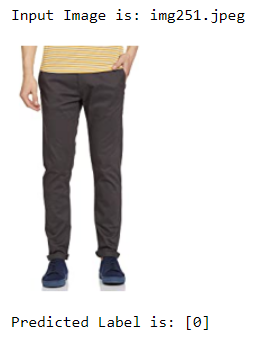 Input Image is: img251.jpeg
Predicted Label is: [0]